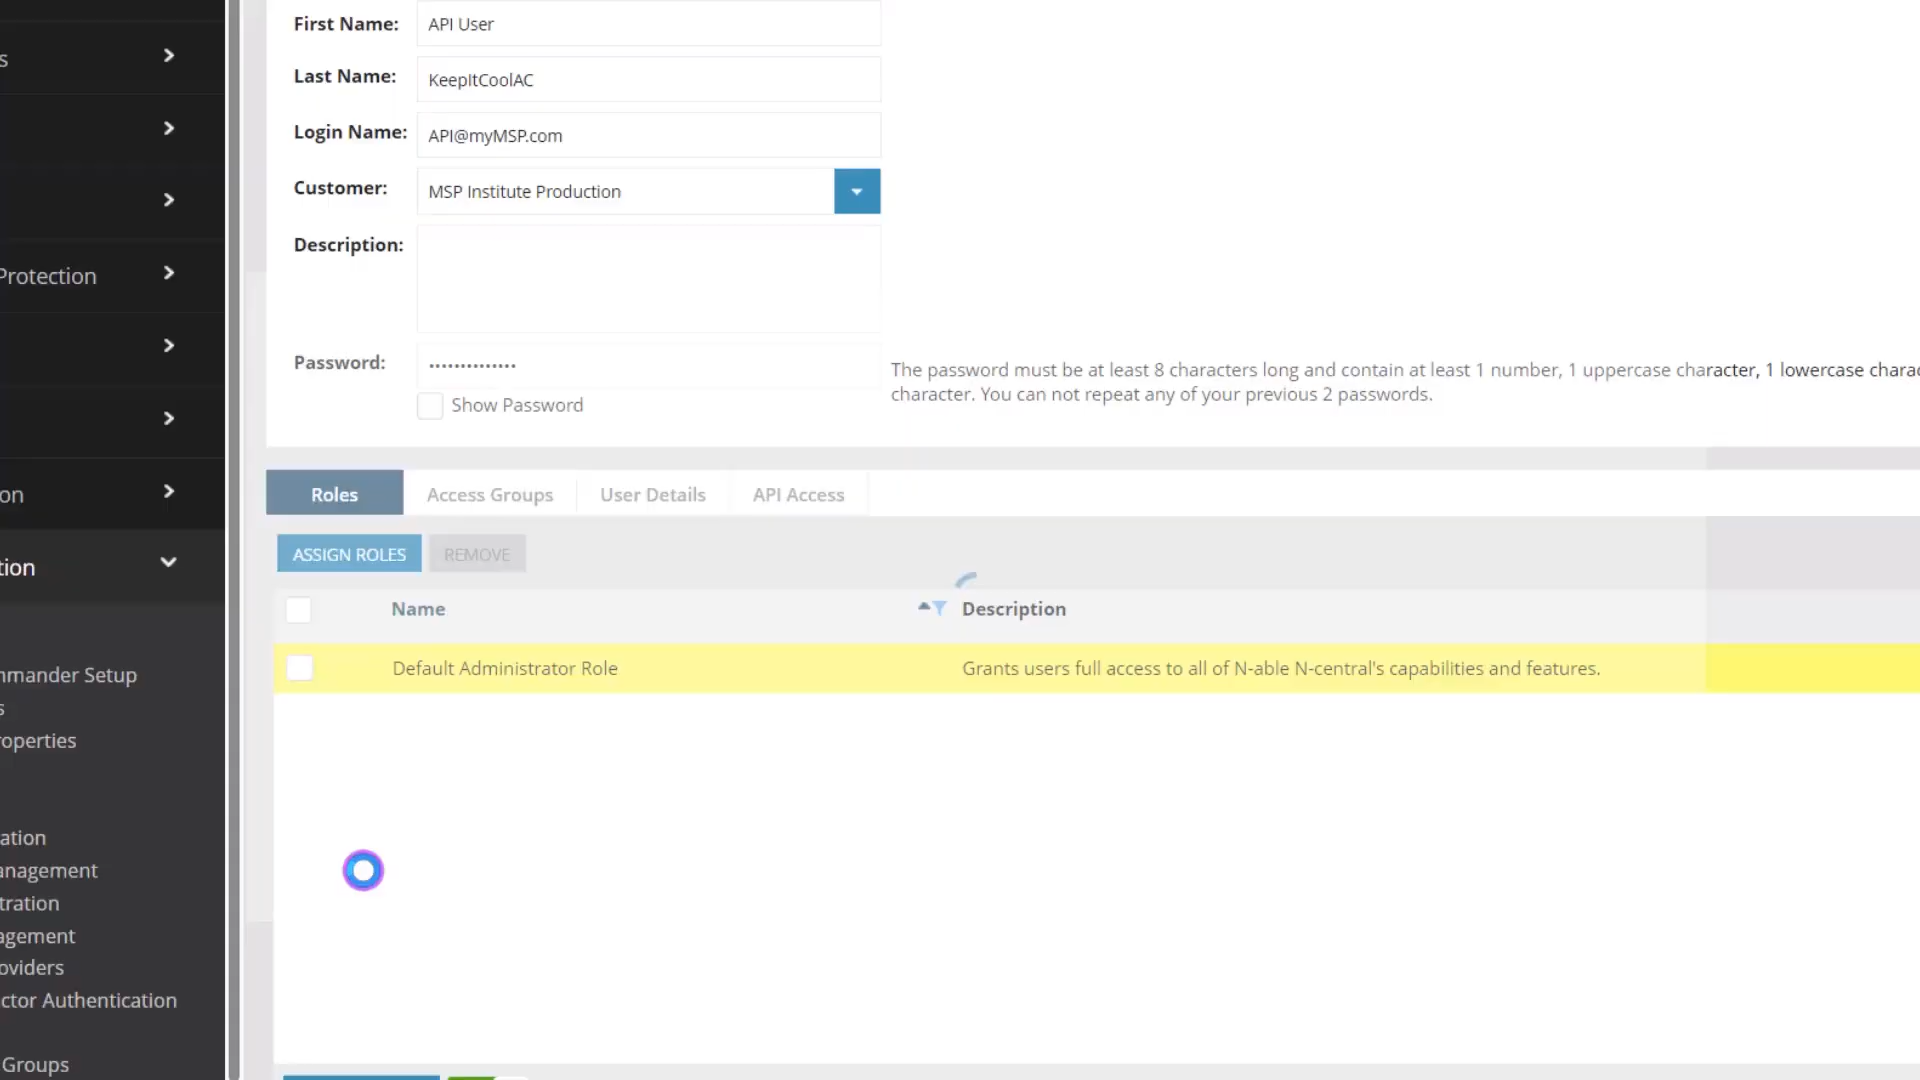 First Name: API User
s
Last Name: KeepItCoolAC
Login Name: API@myMSP.com
Customer: MSP Institute Production
Description:
Protection
Password: ••••••••••••••
The password must be at least 8 characters long and contain at least 1 number, 1 uppercase character, 1 lowercase charac
character. You can not repeat any of your previous 2 passwords.
Show Password
on
Roles Access Groups User Details API Access
ASSIGN ROLES REMOVE
tion
Name Description
Default Administrator Role Grants users full access to all of N-able N-central's capabilities and features.
mmander Setup
s
roperties
ation
anagement
tration
agement
oviders
ctor Authentication
Groups